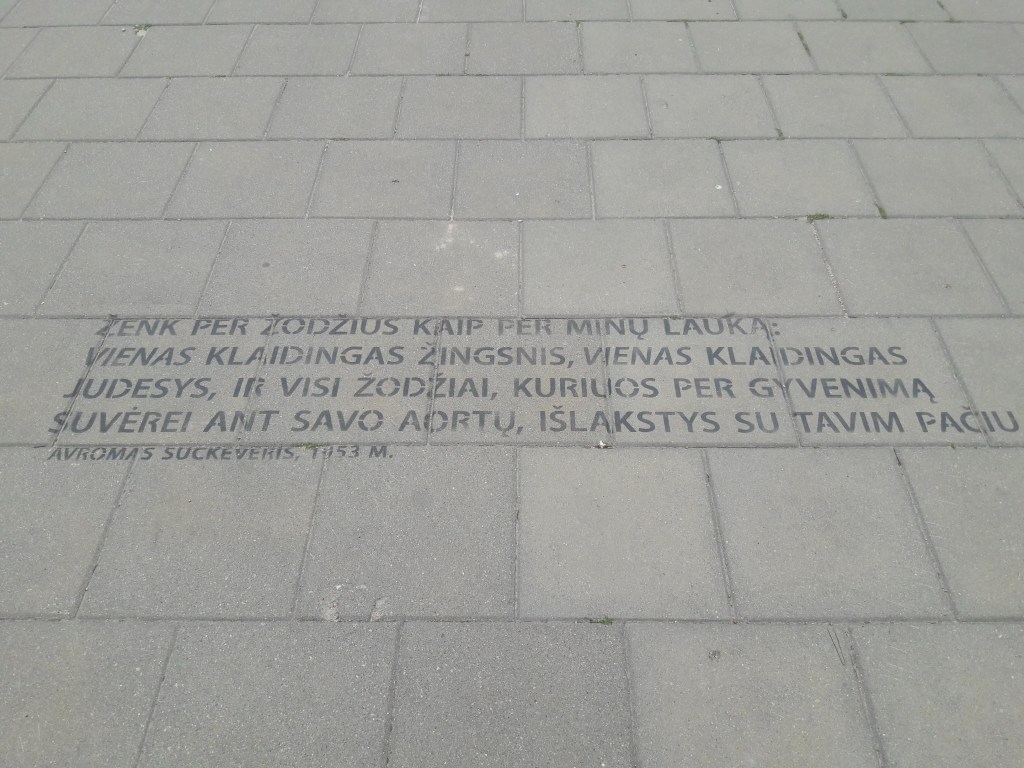 ŽENK PER ŽODŽIUS KAIP PER MINŲ LAUKĄ:
VIENAS KLAIDINGAS ŽINGSNIS, VIENAS KLAIDINGAS
JUDESYS, IR VISI ŽODŽIAI, KURIUOS PER GYVENIMĄ
SUVĖREI ANT SAVO AORTŲ, IŠLAKSTYS SU TAVIM PAČIU
AVROMAS SUCKEVERIS, 1953 M.